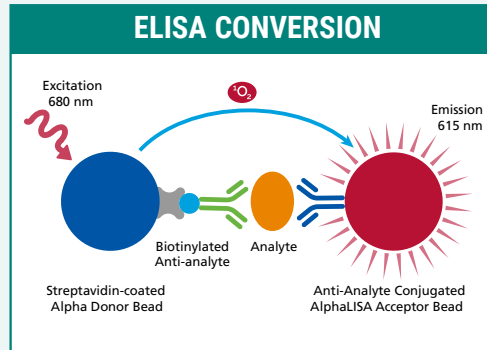 ELISA CONVERSION
Excitation
680 nm
¹O₂
Emission
615 nm
Biotinylated
Anti-analyte
Analyte
Streptavidin-coated
Alpha Donor Bead
Anti-Analyte Conjugated
AlphaLISA Acceptor Bead